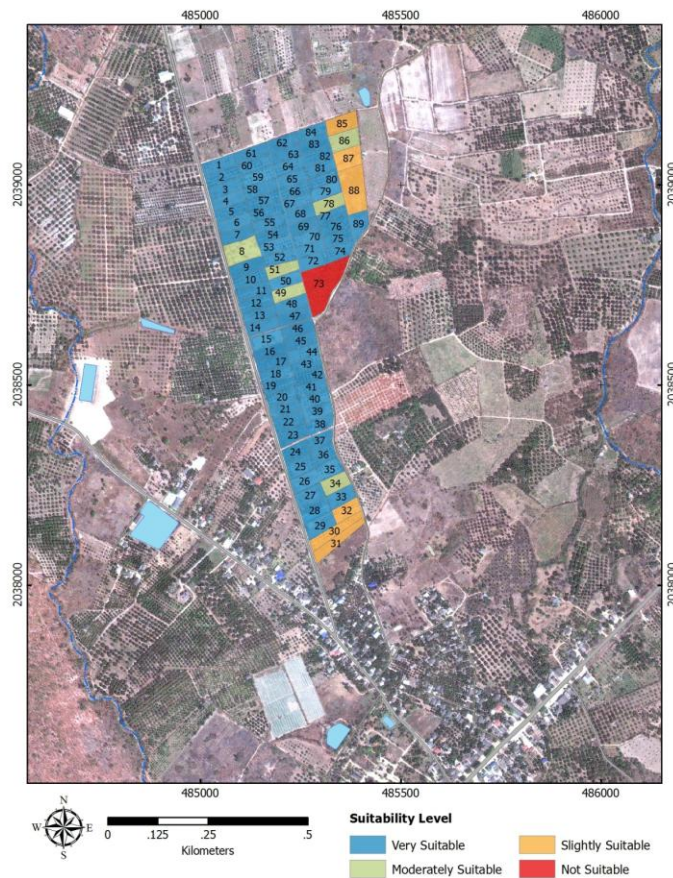 485000 485500 486000
84 85
62 83 86
61 63 82 87
1 60 64 81
2 59 65 80
3 58 66 79 88
4 57 67 78
5 56 68 77
6 55 69 76 89
7 54 70 75
8 53 71 74
52 72
9 51
10 50 73
11 49
12 48
13 47
14 46
15 45
16 44
17 43
18 42
19 41
20 40
21 39
22 38
23 37
24 36
25 35
26 34
27 33
28 32
29 30
31
2039000
2038500
2038000
2039000
2038500
2038000
485000 485500 486000
N
W E
S
0 .125 .25 .5
Kilometers
Suitability Level
Very Suitable
Slightly Suitable
Moderately Suitable
Not Suitable